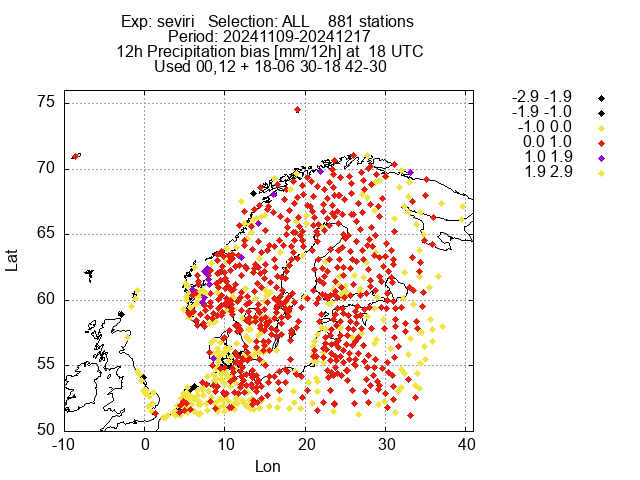 Exp: seviri   Selection: ALL    881 stations
Period: 20241109-20241217
12h Precipitation bias [mm/12h] at  18 UTC
Used 00,12 + 18-06 30-18 42-30
-2.9 -1.9
-1.9 -1.0
-1.0 0.0
0.0 1.0
1.0 1.9
1.9 2.9
75
70
65
60
55
50
Lat
-10 0 10 20 30 40
Lon